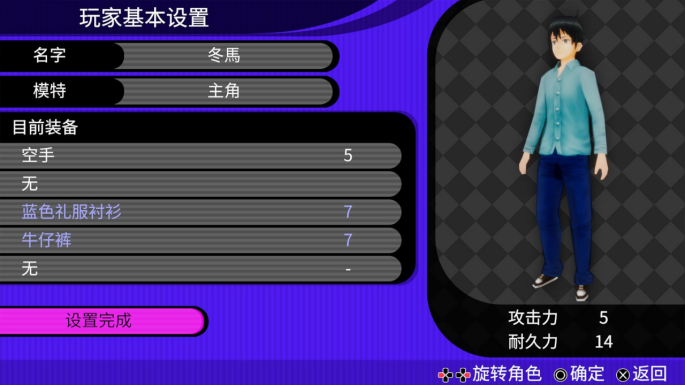 玩家基本设置
名字 冬馬
模特 主角
目前装备
空手 5
无
蓝色礼服衬衫 7
牛仔裤 7
无 -
设置完成
攻击力 5
耐久力 14
旋转角色 确定 返回